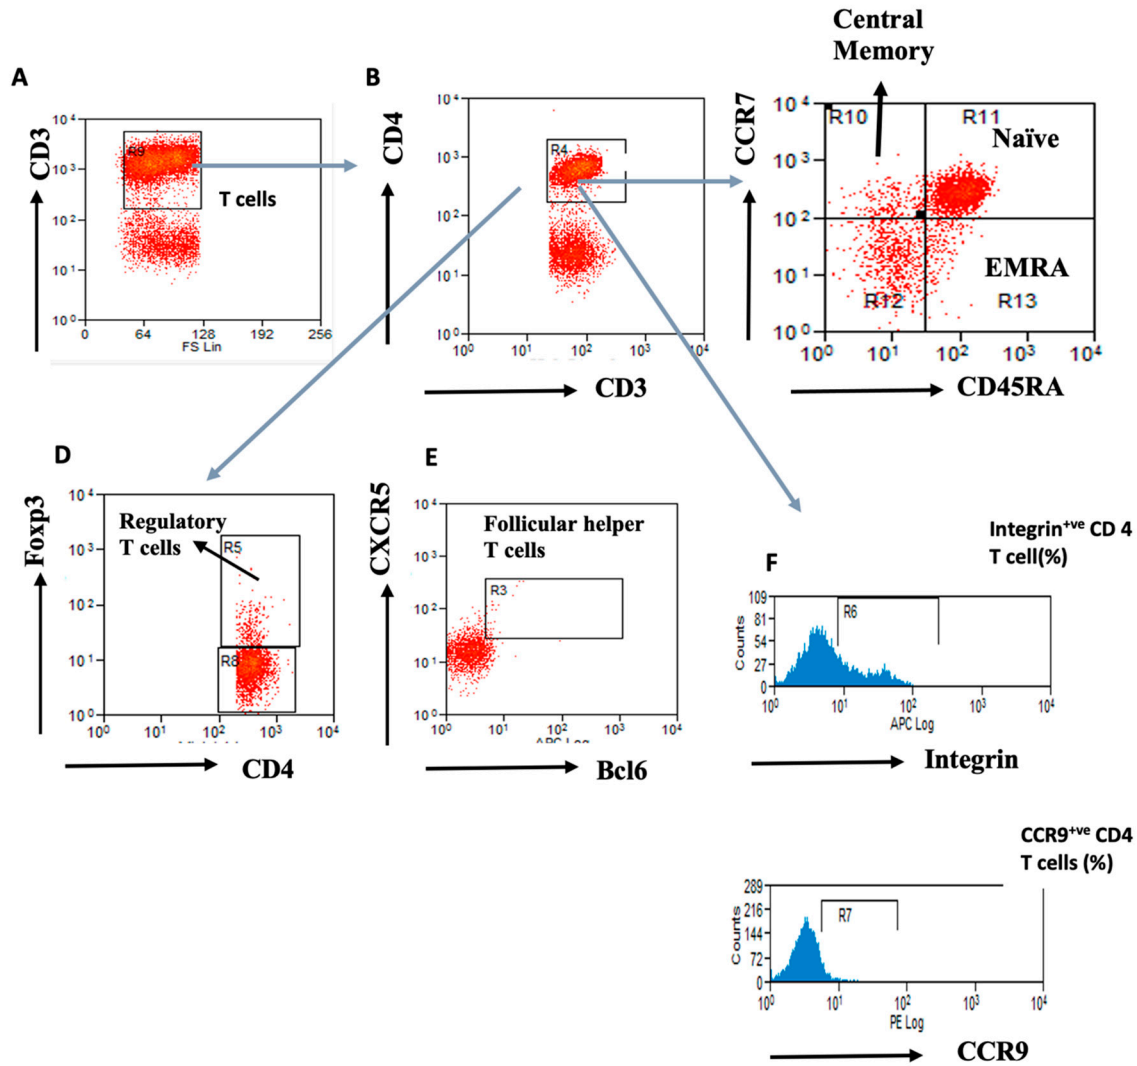 Central
Memory
A
CD3
10⁴
10³
10²
10¹
10⁰
R9
T cells
0 64 128 192 256
FS Lin
B
CD4
10⁴
10³
10²
10¹
10⁰
R4
10⁰ 10¹ 10² 10³ 10⁴
CD3
CCR7
10⁴
10³
10²
10¹
10⁰
R10 R11
Naïve
EMRA
R12 R13
10⁰ 10¹ 10² 10³ 10⁴
CD45RA
D
Foxp3
10⁴
10³
10²
10¹
10⁰
Regulatory
T cells
R5
R8
10⁰ 10¹ 10² 10³ 10⁴
CD4
E
CXCR5
10⁴
10³
10²
10¹
10⁰
Follicular helper
T cells
R3
10⁰ 10¹ 10² 10³ 10⁴
Bcl6
Integrin⁺ᵛᵉ CD 4
T cell(%)
F
Counts
109
81
54
27
0
R6
10⁰ 10¹ 10² 10³ 10⁴
APC Log
Integrin
CCR9⁺ᵛᵉ CD4
T cells (%)
Counts
289
216
144
72
0
R7
10⁰ 10¹ 10² 10³ 10⁴
PE Log
CCR9